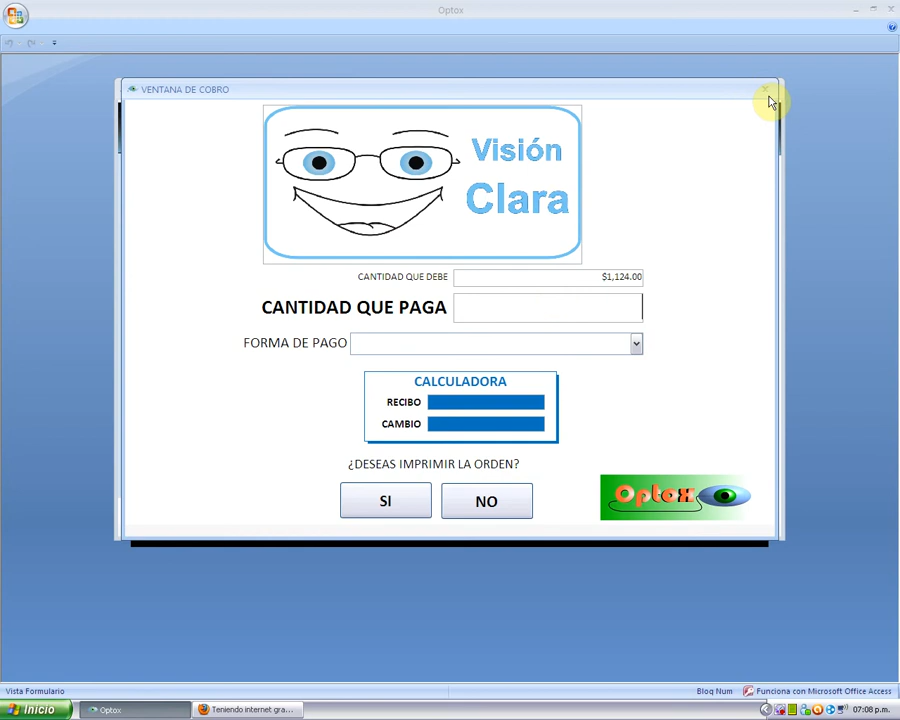 Optox
VENTANA DE COBRO
Visión
Clara
CANTIDAD QUE DEBE $1,124.00
CANTIDAD QUE PAGA
FORMA DE PAGO
CALCULADORA
RECIBO
CAMBIO
¿DESEAS IMPRIMIR LA ORDEN?
SI NO
Optox
Vista Formulario Bloq Num Funciona con Microsoft Office Access
Inicio Optox Teniendo internet gra... 07:08 p.m.